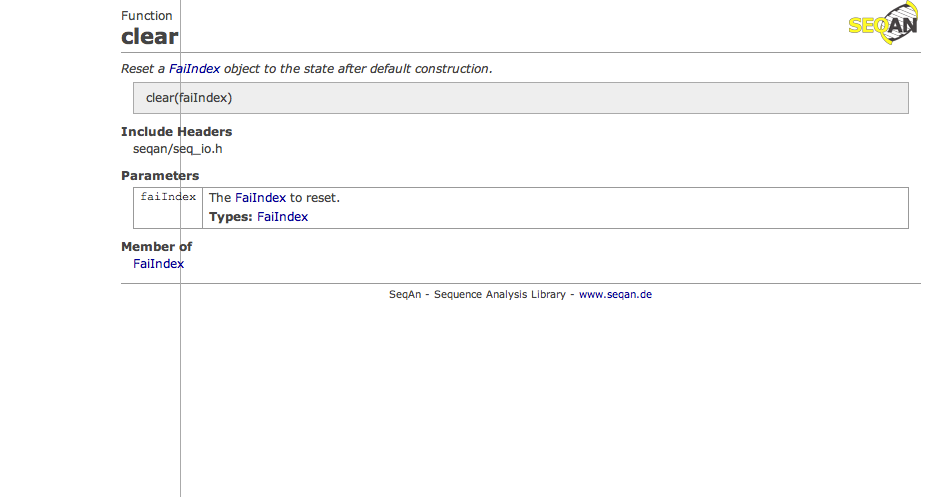 Function
SEQAN
clear
Reset a FaiIndex object to the state after default construction.
clear(faiIndex)
Include Headers
seqan/seq_io.h
Parameters
faiIndex The FaiIndex to reset.
Types: FaiIndex
Member of
FaiIndex
SeqAn - Sequence Analysis Library - www.seqan.de